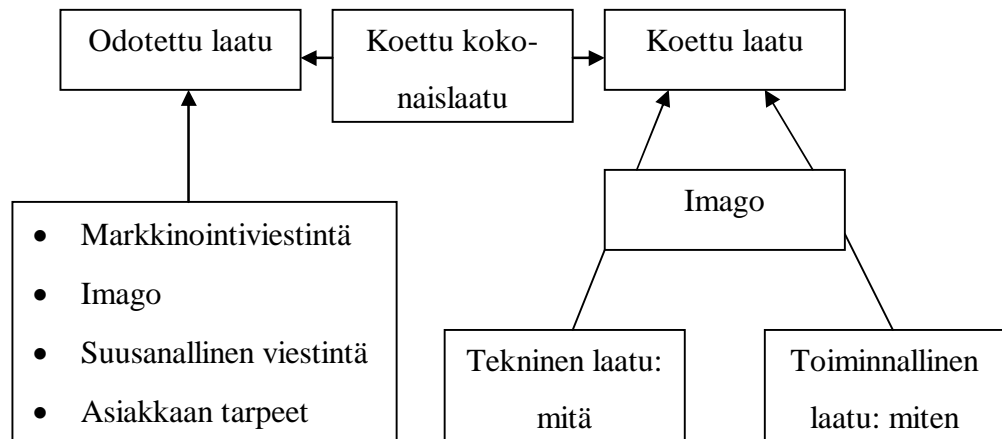 Odotettu laatu
Koettu koko-
naislaatu
Koettu laatu
Imago
• Markkinointiviestintä
• Imago
• Suusanallinen viestintä
• Asiakkaan tarpeet
Tekninen laatu:
mitä
Toiminnallinen
laatu: miten